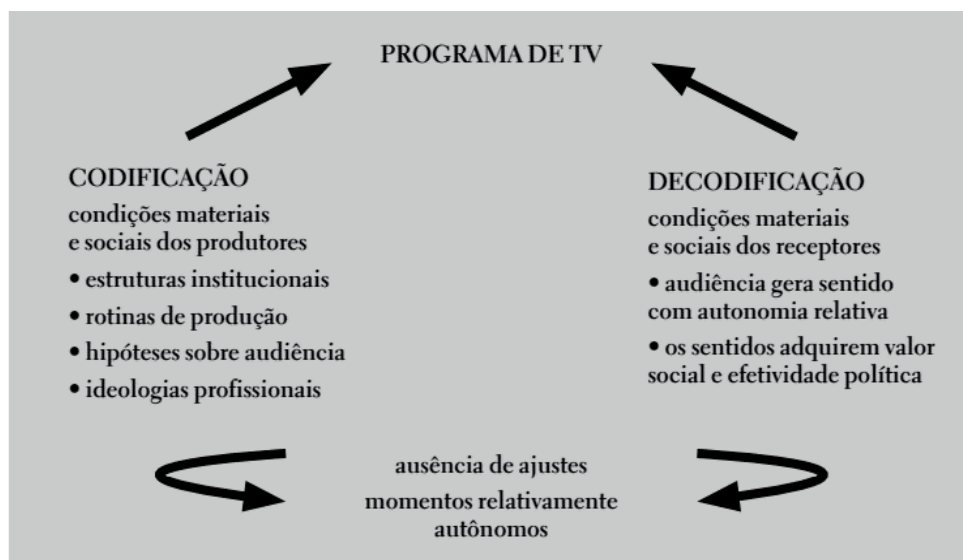 PROGRAMA DE TV
CODIFICAÇÃO
condições materiais
e sociais dos produtores
• estruturas institucionais
• rotinas de produção
• hipóteses sobre audiência
• ideologias profissionais
DECODIFICAÇÃO
condições materiais
e sociais dos receptores
• audiência gera sentido
com autonomia relativa
• os sentidos adquirem valor
social e efetividade política
ausência de ajustes
momentos relativamente
autônomos